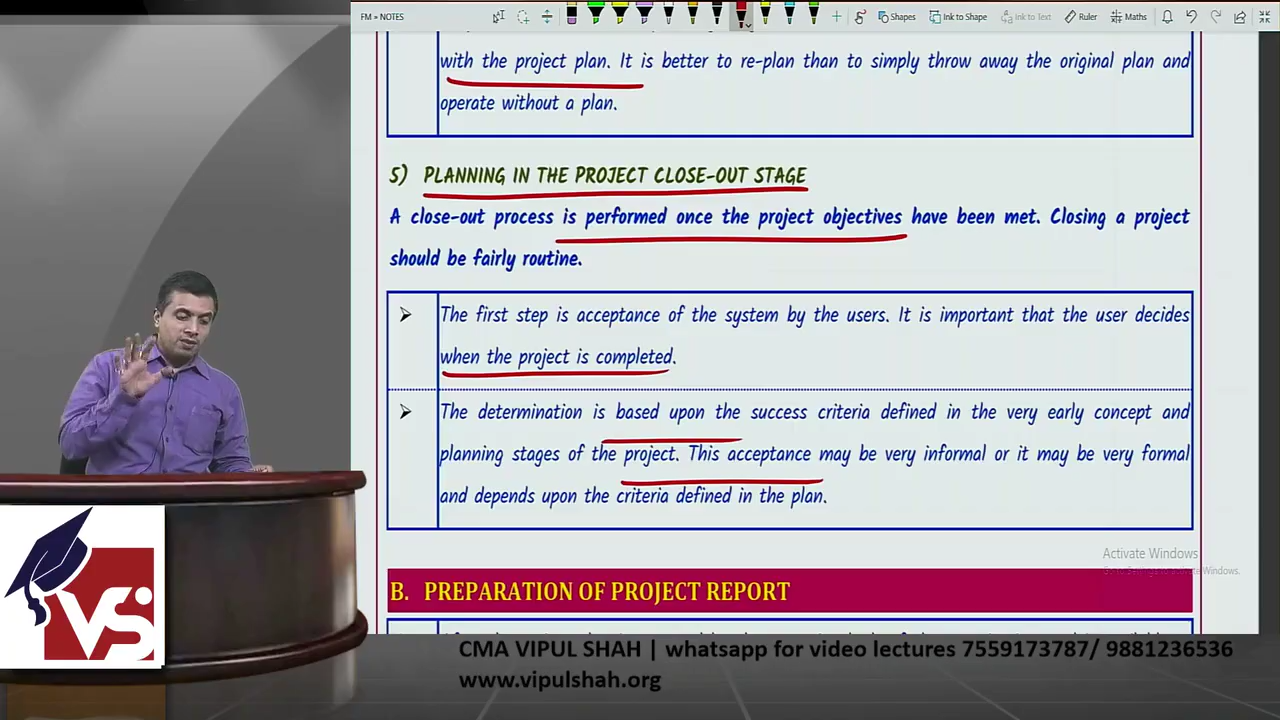 FM » NOTES
Shapes
Ink to Shape
Ink to Text
Ruler
Maths
with the project plan. It is better to re-plan than to simply throw away the original plan and
operate without a plan.
5) PLANNING IN THE PROJECT CLOSE-OUT STAGE
A close-out process is performed once the project objectives have been met. Closing a project
should be fairly routine.
The first step is acceptance of the system by the users. It is important that the user decides
when the project is completed.
The determination is based upon the success criteria defined in the very early concept and
planning stages of the project. This acceptance may be very informal or it may be very formal
and depends upon the criteria defined in the plan.
Activate Windows
B. PREPARATION OF PROJECT REPORT
VS
CMA VIPUL SHAH | whatsapp for video lectures 7559173787/ 9881236536
www.vipulshah.org